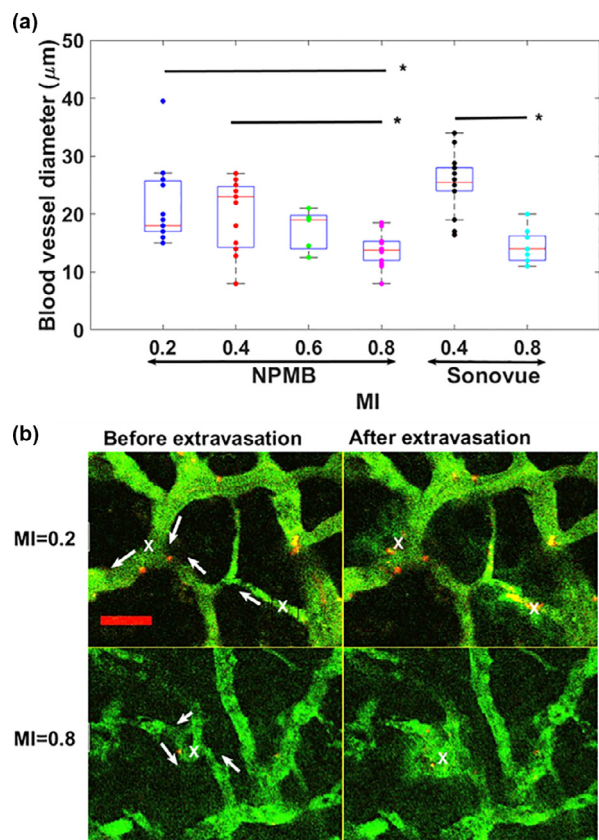 (a)
Blood vessel diameter (μm)
50
40
30
20
10
0
*
*
*
0.2 0.4 0.6 0.8 0.4 0.8
NPMB Sonovue
MI
(b)
Before extravasation After extravasation
MI=0.2
X X
X X
MI=0.8
X X